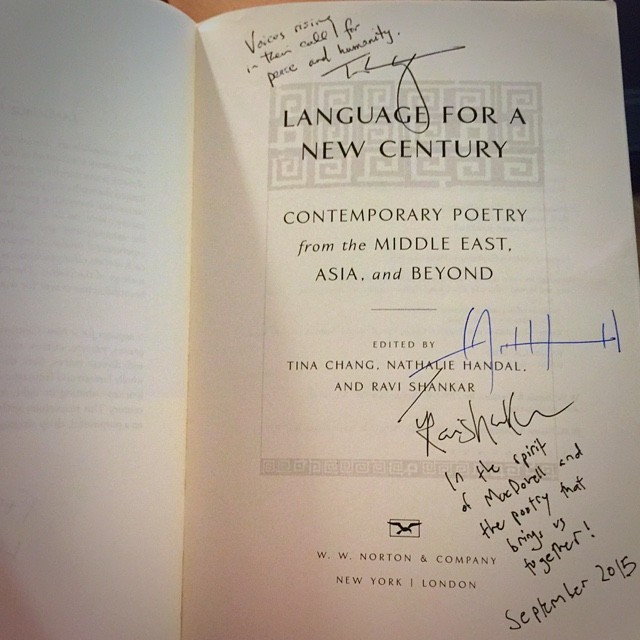 Voices rising
in their call for
peace and humanity.
LANGUAGE FOR A
NEW CENTURY
CONTEMPORARY POETRY
from the MIDDLE EAST,
ASIA, and BEYOND
EDITED BY
TINA CHANG, NATHALIE HANDAL,
AND RAVI SHANKAR
Ravi Shankar
In the spirit
of MacDowell and
the poetry that
brings us
together!
September 2015
W. W. NORTON & COMPANY
NEW YORK | LONDON